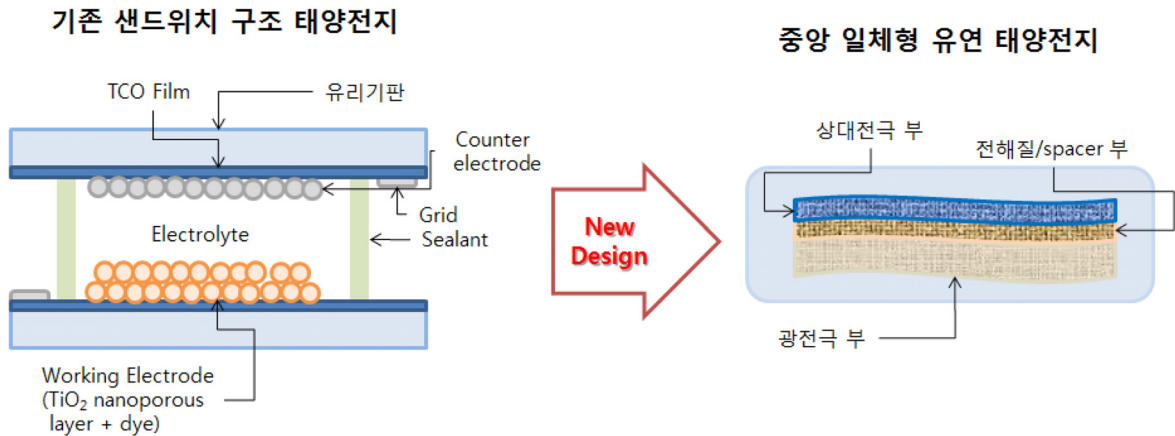 기존 샌드위치 구조 태양전지
TCO Film
유리기판
Counter
electrode
Grid
Sealant
Electrolyte
Working Electrode
(TiO₂ nanoporous
layer + dye)
New
Design
중앙 일체형 유연 태양전지
상대전극 부
전해질/spacer 부
광전극 부